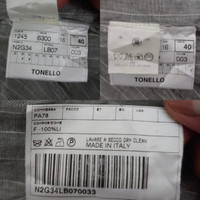 1245 6300 16 40
N2G34 LB07 003
TONELLO
16 40
003
TONELLO
PA78
F -100%LI
LAVARE A SECCO DRY CLEAN
MADE IN ITALY
N2G34LB070033